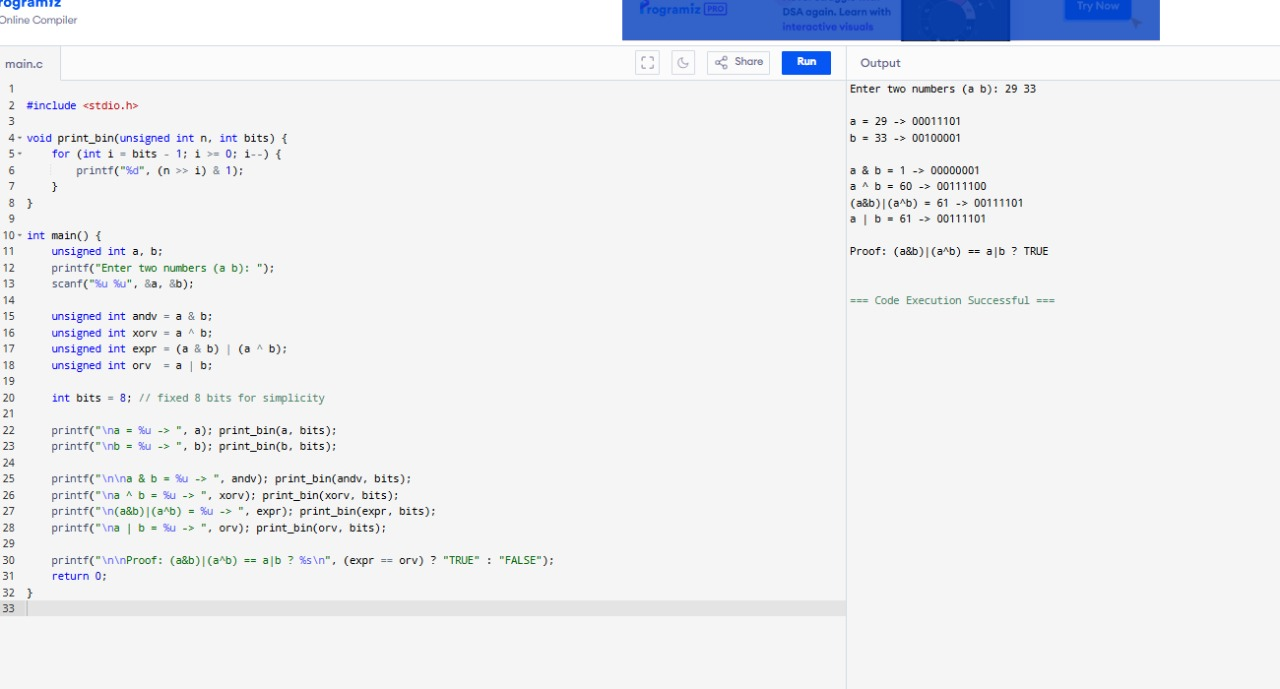 Programiz
Online Compiler
Programiz PRO
DSA again. Learn with
interactive visuals
Try Now
main.c
Share
Run
Output
1
2 #include <stdio.h>
3
4 void print_bin(unsigned int n, int bits) {
5     for (int i = bits - 1; i >= 0; i--) {
6         printf("%d", (n >> i) & 1);
7     }
8 }
9
10 int main() {
11     unsigned int a, b;
12     printf("Enter two numbers (a b): ");
13     scanf("%u %u", &a, &b);
14
15     unsigned int andv = a & b;
16     unsigned int xorv = a ^ b;
17     unsigned int expr = (a & b) | (a ^ b);
18     unsigned int orv  = a | b;
19
20     int bits = 8; // fixed 8 bits for simplicity
21
22     printf("\na = %u -> ", a); print_bin(a, bits);
23     printf("\nb = %u -> ", b); print_bin(b, bits);
24
25     printf("\n\na & b = %u -> ", andv); print_bin(andv, bits);
26     printf("\na ^ b = %u -> ", xorv); print_bin(xorv, bits);
27     printf("\n(a&b)|(a^b) = %u -> ", expr); print_bin(expr, bits);
28     printf("\na | b = %u -> ", orv); print_bin(orv, bits);
29
30     printf("\n\nProof: (a&b)|(a^b) == a|b ? %s\n", (expr == orv) ? "TRUE" : "FALSE");
31     return 0;
32 }
33
Enter two numbers (a b): 29 33
a = 29 -> 00011101
b = 33 -> 00100001
a & b = 1 -> 00000001
a ^ b = 60 -> 00111100
(a&b)|(a^b) = 61 -> 00111101
a | b = 61 -> 00111101
Proof: (a&b)|(a^b) == a|b ? TRUE
=== Code Execution Successful ===